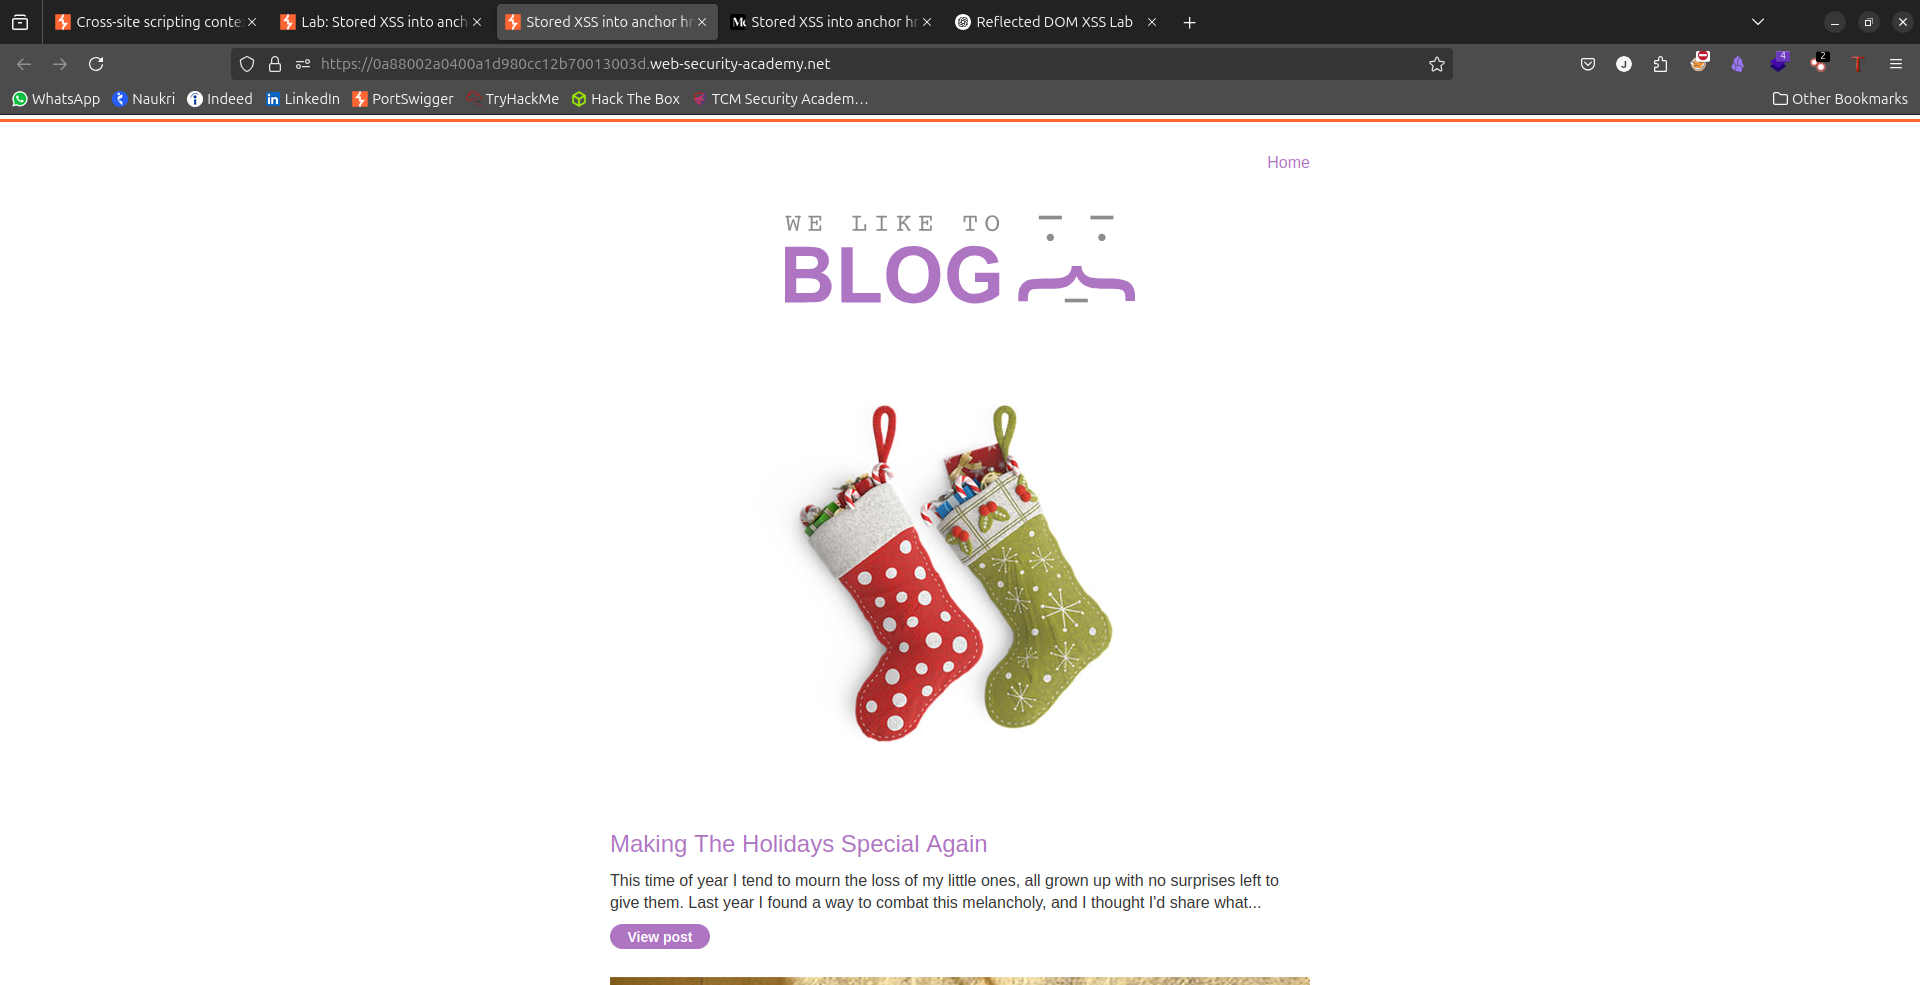 Cross-site scripting conte
Lab: Stored XSS into anch
Stored XSS into anchor hr
Stored XSS into anchor hr
Reflected DOM XSS Lab
https://0a88002a0400a1d980cc12b70013003d.web-security-academy.net
4
2
WhatsApp
Naukri
Indeed
LinkedIn
PortSwigger
TryHackMe
Hack The Box
TCM Security Academ…
Other Bookmarks
Home
WE LIKE TO
BLOG
Making The Holidays Special Again
This time of year I tend to mourn the loss of my little ones, all grown up with no surprises left to
give them. Last year I found a way to combat this melancholy, and I thought I'd share what...
View post